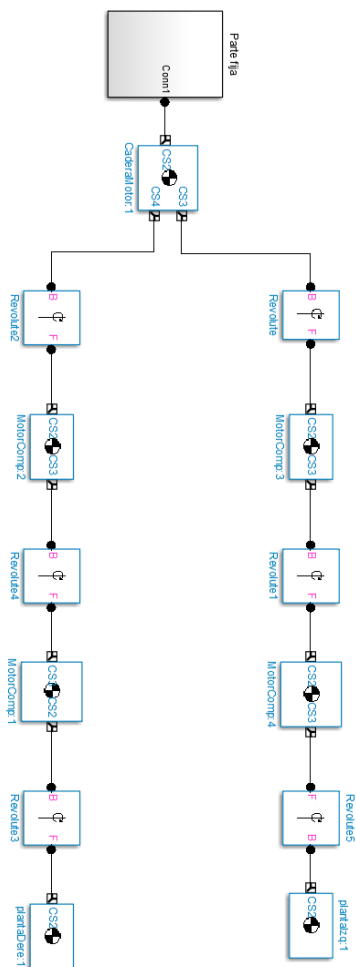 Parte fija
Conn1
CS2
CS3
CS4
CaderaMotor:1
B
F
Revolute2
B
F
Revolute
CS2
CS3
MotorComp:2
CS2
CS3
MotorComp:3
B
F
Revolute4
B
F
Revolute1
CS2
MotorComp:1
CS2
CS3
MotorComp:4
B
F
Revolute3
F
B
Revolute5
CS2
plantaDere:1
CS2
plantaIzq:1